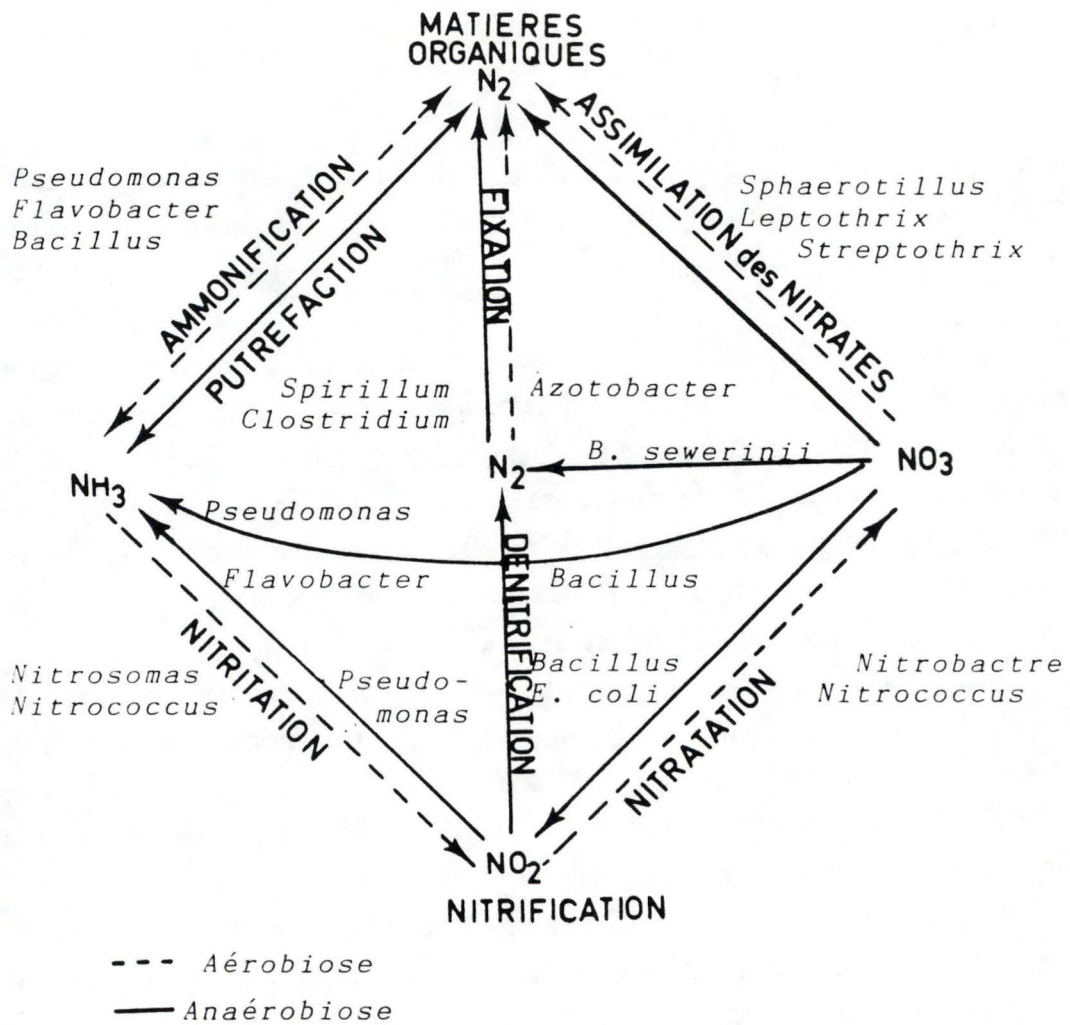 MATIERES
ORGANIQUES
N2
AMMONIFICATION
PUTREFACTION
FIXATION
ASSIMILATION des NITRATES
Pseudomonas
Flavobacter
Bacillus
Sphaerotillus
Leptothrix
Streptothrix
Spirillum
Clostridium
Azotobacter
B. sewerinii
NH3
N2
NO3
Pseudomonas
Flavobacter
Bacillus
DENITRIFICATION
NITRITATION
NITRATATION
Nitrosomas
Nitrococcus
Pseudo-
monas
Bacillus
E. coli
Nitrobactre
Nitrococcus
NO2
NITRIFICATION
--- Aérobiose
— Anaérobiose